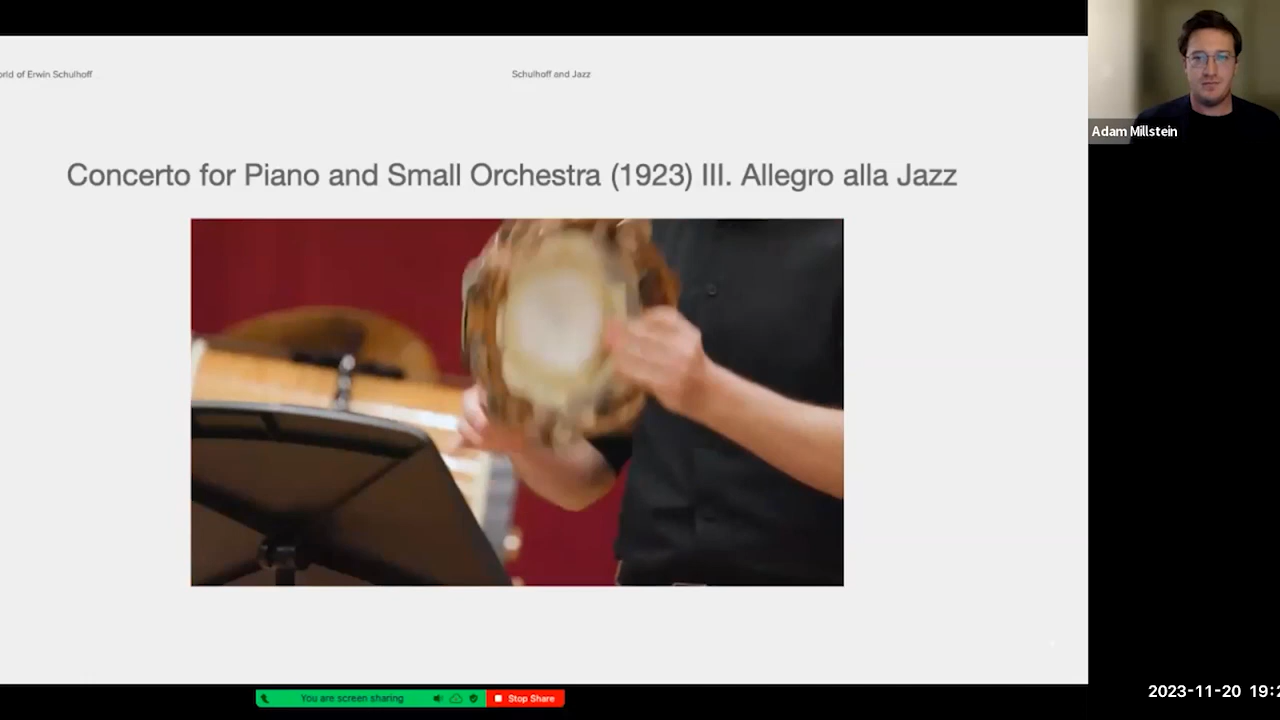 orld of Erwin Schulhoff
Schulhoff and Jazz
Concerto for Piano and Small Orchestra (1923) III. Allegro alla Jazz
Adam Millstein
You are screen sharing
Stop Share
2023-11-20 19:2